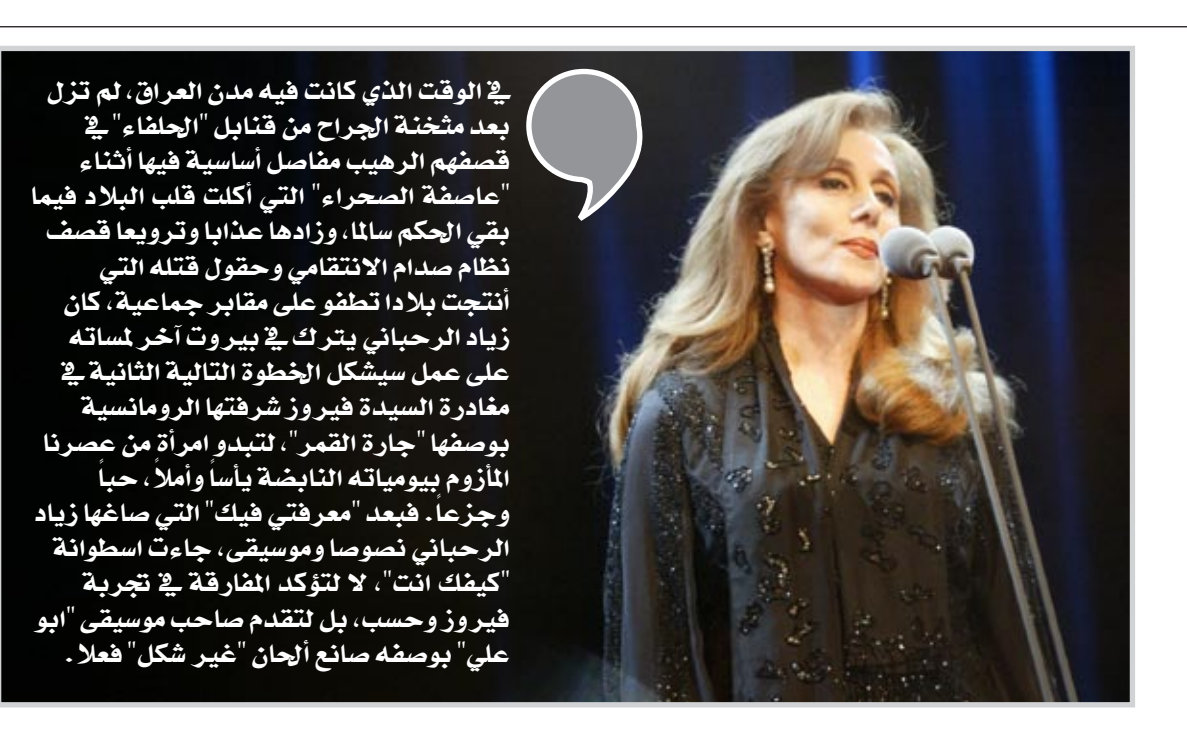 في الوقت الذي كانت فيه مدن العراق، لم تزل
بعد مثخنة الجراح من قنابل "الحلفاء" في
قصفهم الرهيب مفاصل أساسية فيها أثناء
"عاصفة الصحراء" التي أكلت قلب البلاد فيما
بقي الحكم سالما، وزادها عذابا وترويعا قصف
نظام صدام الانتقامي وحقول قتله التي
أنتجت بلادا تطفو على مقابر جماعية، كان
زياد الرحباني يترك في بيروت آخر لمساته
على عمل سيشكل الخطوة التالية الثانية في
مغادرة السيدة فيروز شرفتها الرومانسية
بوصفها "جارة القمر"، لتبدو امرأة من عصرنا
المأزوم بيومياته النابضة يأساً وأملاً، حباً
وجزعاً. فبعد "معرفتي فيك" التي صاغها زياد
الرحباني نصوصا وموسيقى، جاءت اسطوانة
"كيفك انت"، لا لتؤكد المفارقة في تجربة
فيروز وحسب، بل لتقدم صاحب موسيقى "ابو
علي" بوصفه صانع ألحان "غير شكل" فعلا.